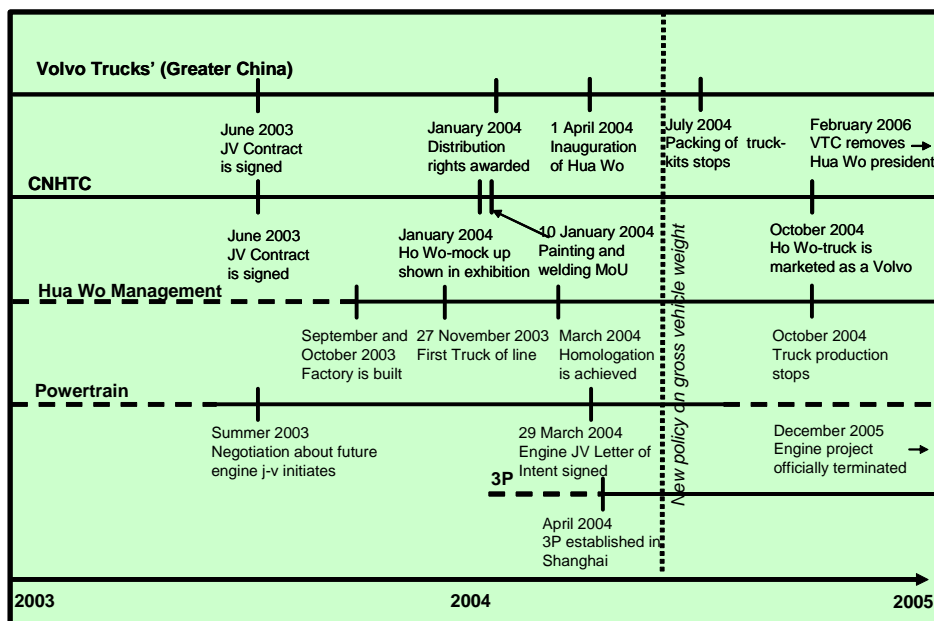 Volvo Trucks’ (Greater China)
June 2003
JV Contract
is signed
January 2004
Distribution
rights awarded
1 April 2004
Inauguration
of Hua Wo
July 2004
Packing of truck-
kits stops
February 2006
VTC removes
Hua Wo president
CNHTC
June 2003
JV Contract
is signed
January 2004
Ho Wo-mock up
shown in exhibition
10 January 2004
Painting and
welding MoU
October 2004
Ho Wo-truck is
marketed as a Volvo
Hua Wo Management
September and
October 2003
Factory is built
27 November 2003
First Truck of line
March 2004
Homologation
is achieved
October 2004
Truck production
stops
Powertrain
Summer 2003
Negotiation about future
engine j-v initiates
29 March 2004
Engine JV Letter of
Intent signed
December 2005
Engine project
officially terminated
3P
April 2004
3P established in
Shanghai
New policy on gross vehicle weight
2003
2004
2005